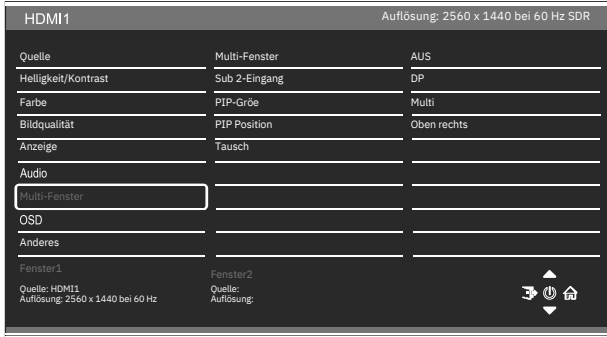 HDMI1 Auflösung: 2560 x 1440 bei 60 Hz SDR
Quelle Multi-Fenster AUS
Helligkeit/Kontrast Sub 2-Eingang DP
Farbe PIP-Gröe Multi
Bildqualität PIP Position Oben rechts
Anzeige Tausch
Audio
Multi-Fenster
OSD
Anderes
Fenster1 Fenster2
Quelle: HDMI1 Quelle:
Auflösung: 2560 x 1440 bei 60 Hz Auflösung: